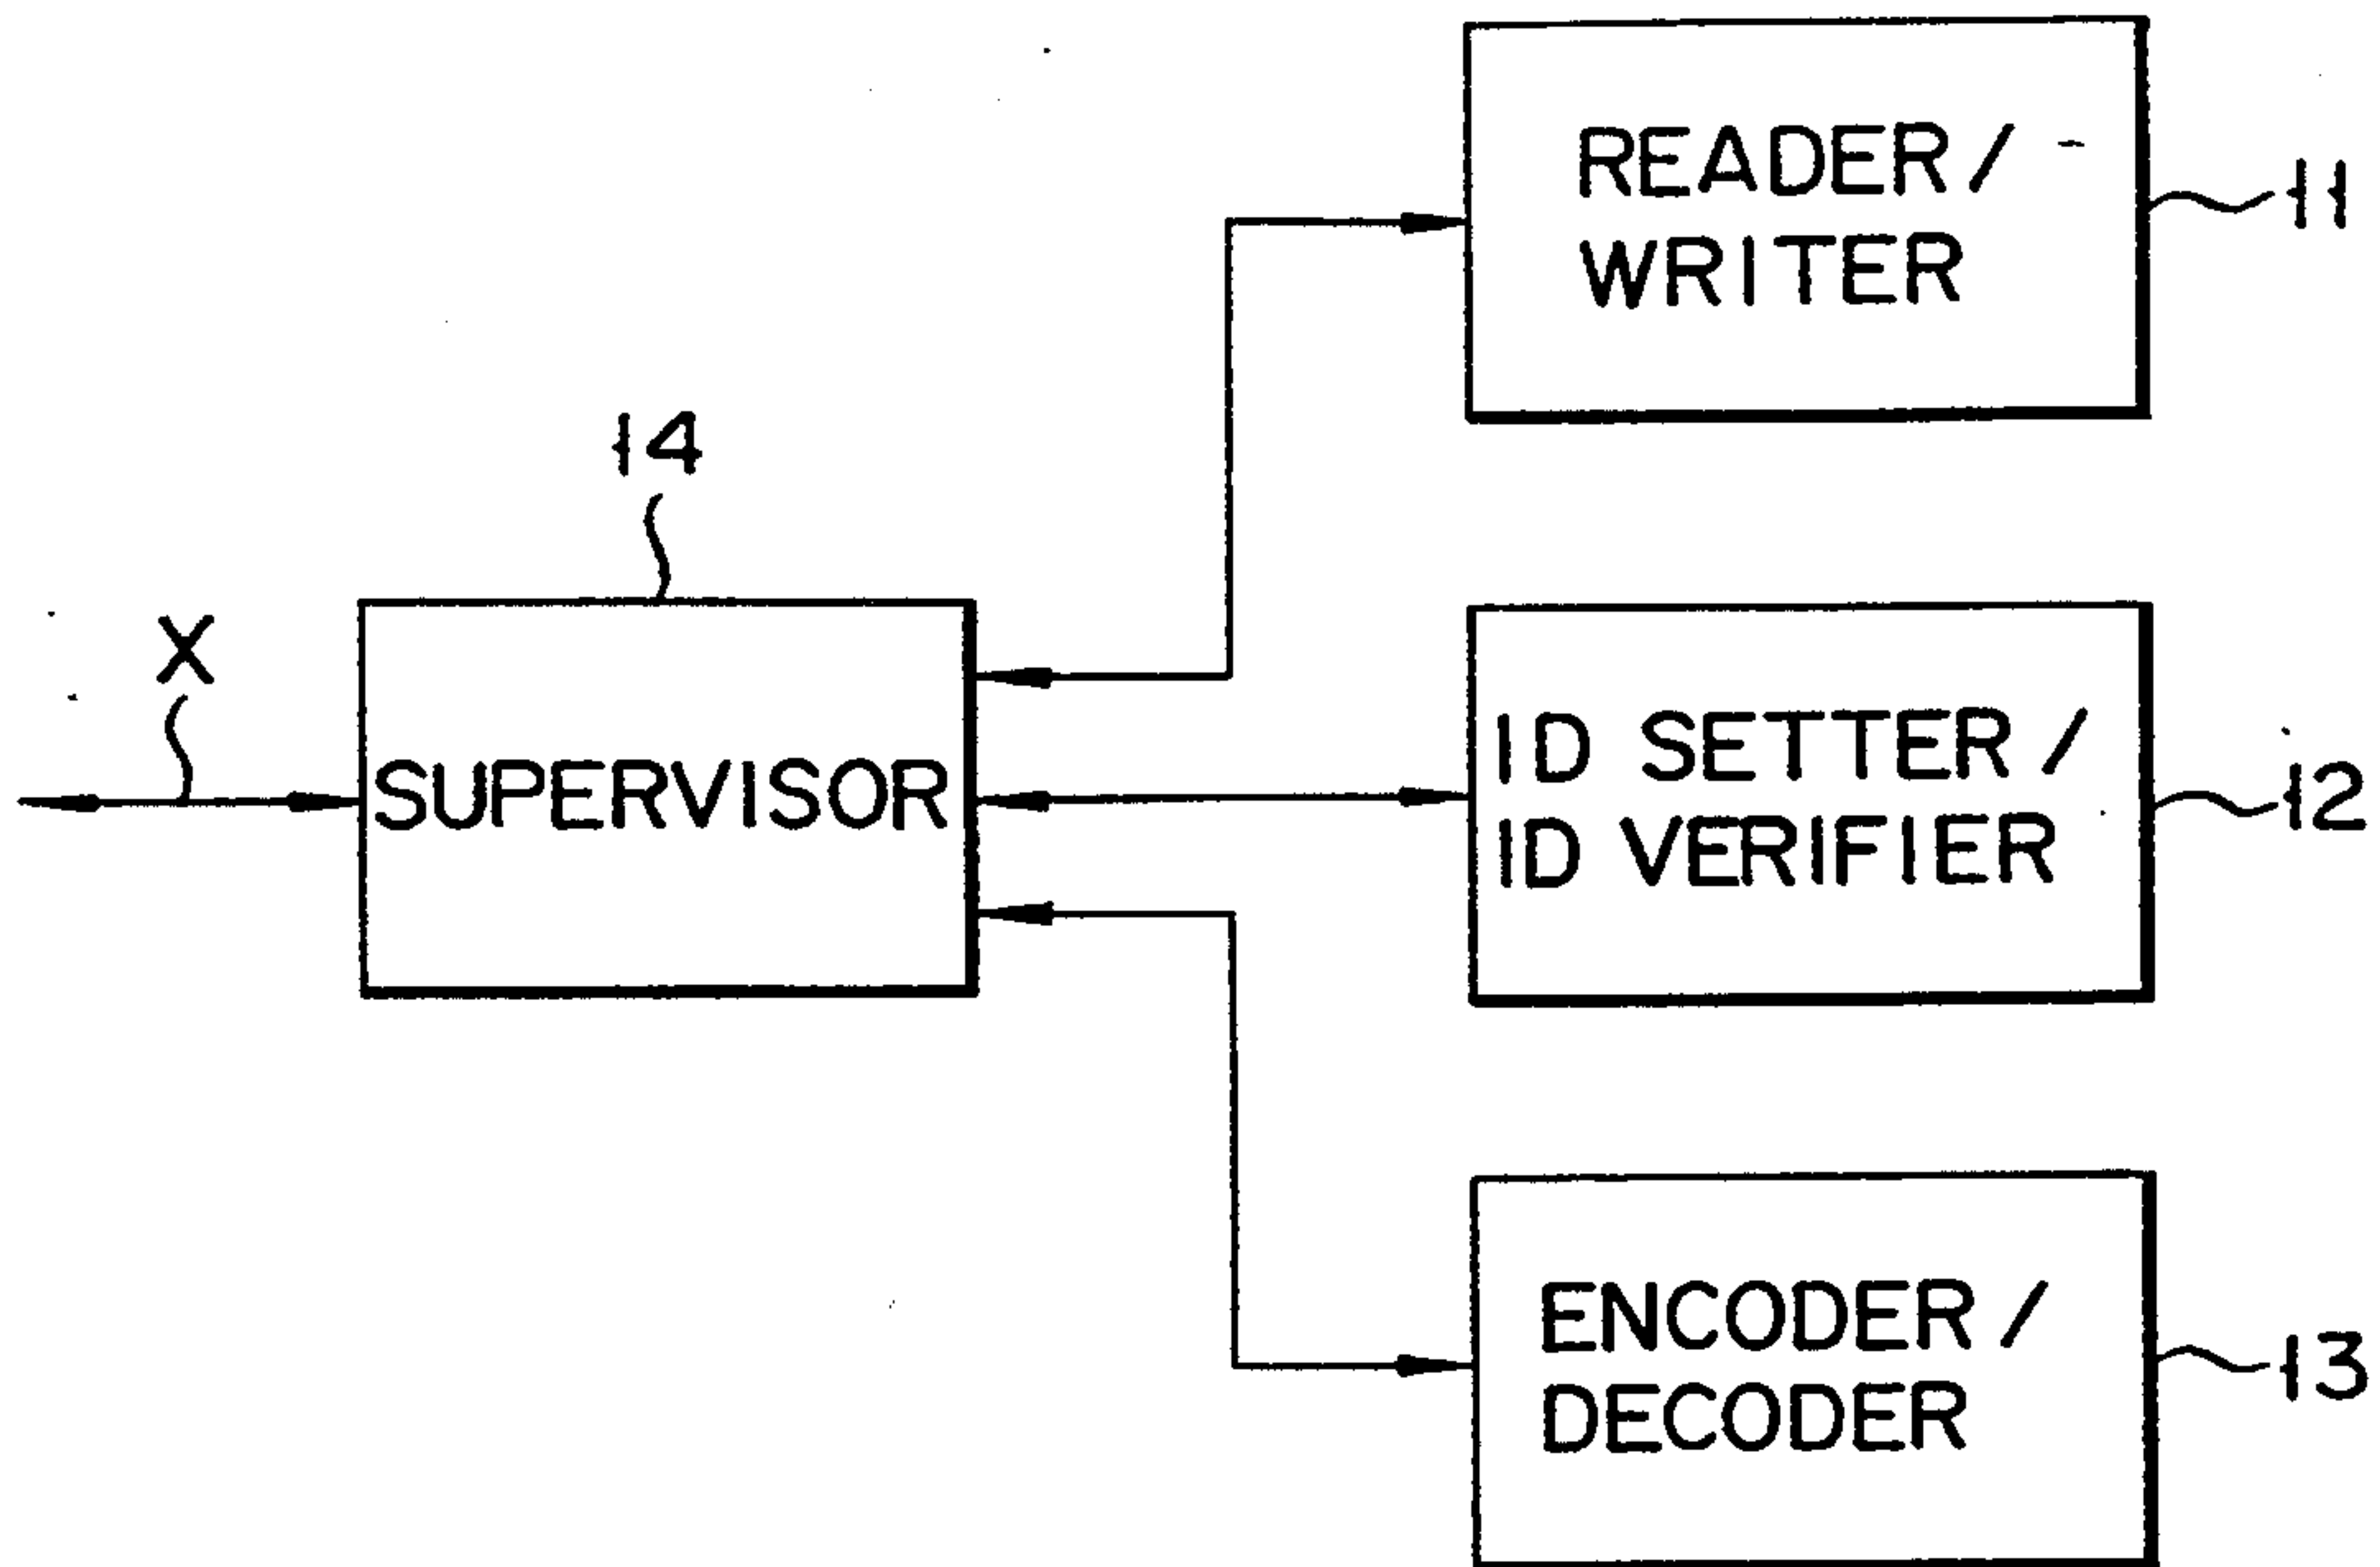 READER/
WRITER
11
14
X
SUPERVISOR
ID SETTER/
ID VERIFIER
12
ENCODER/
DECODER
13